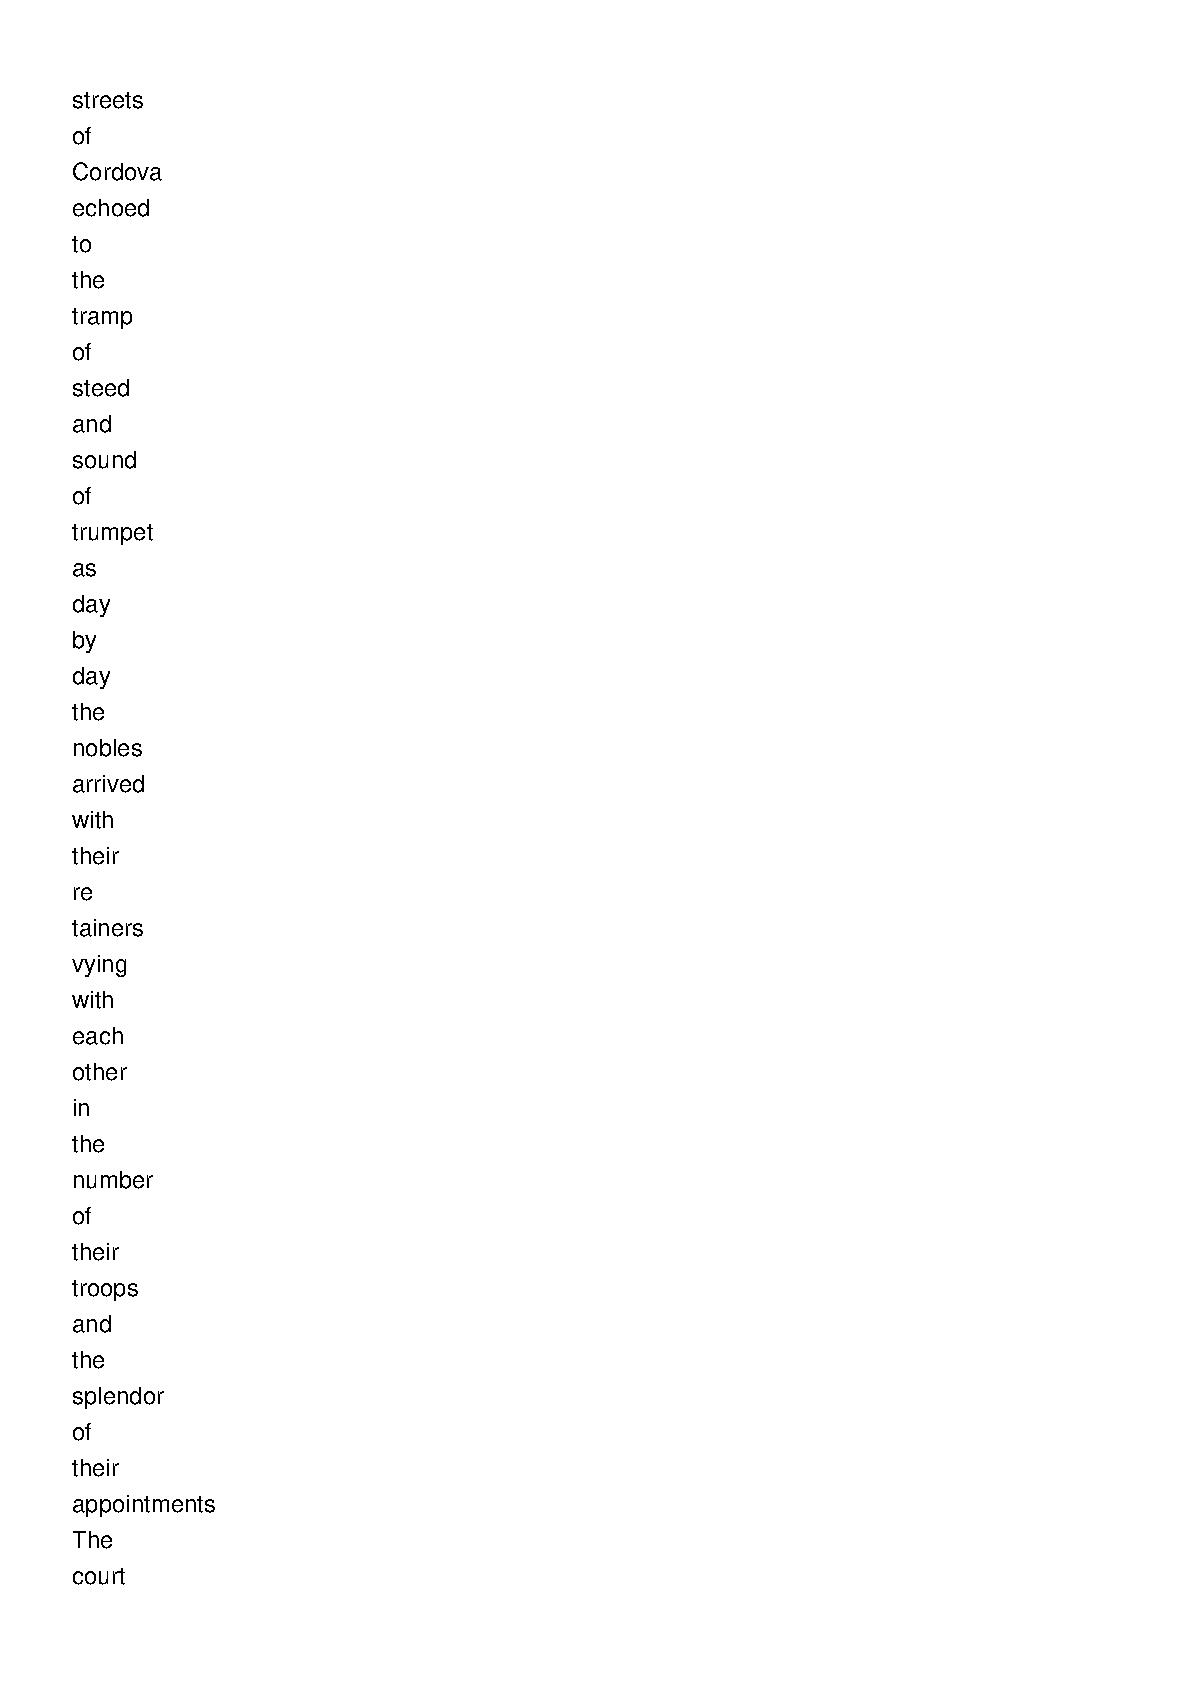 streets
of
Cordova
echoed
to
the
tramp
of
steed
and
sound
of
trumpet
as
day
by
day
the
nobles
arrived
with
their
re
tainers
vying
with
each
other
in
the
number
of
their
troops
and
the
splendor
of
their
appointments
The
court